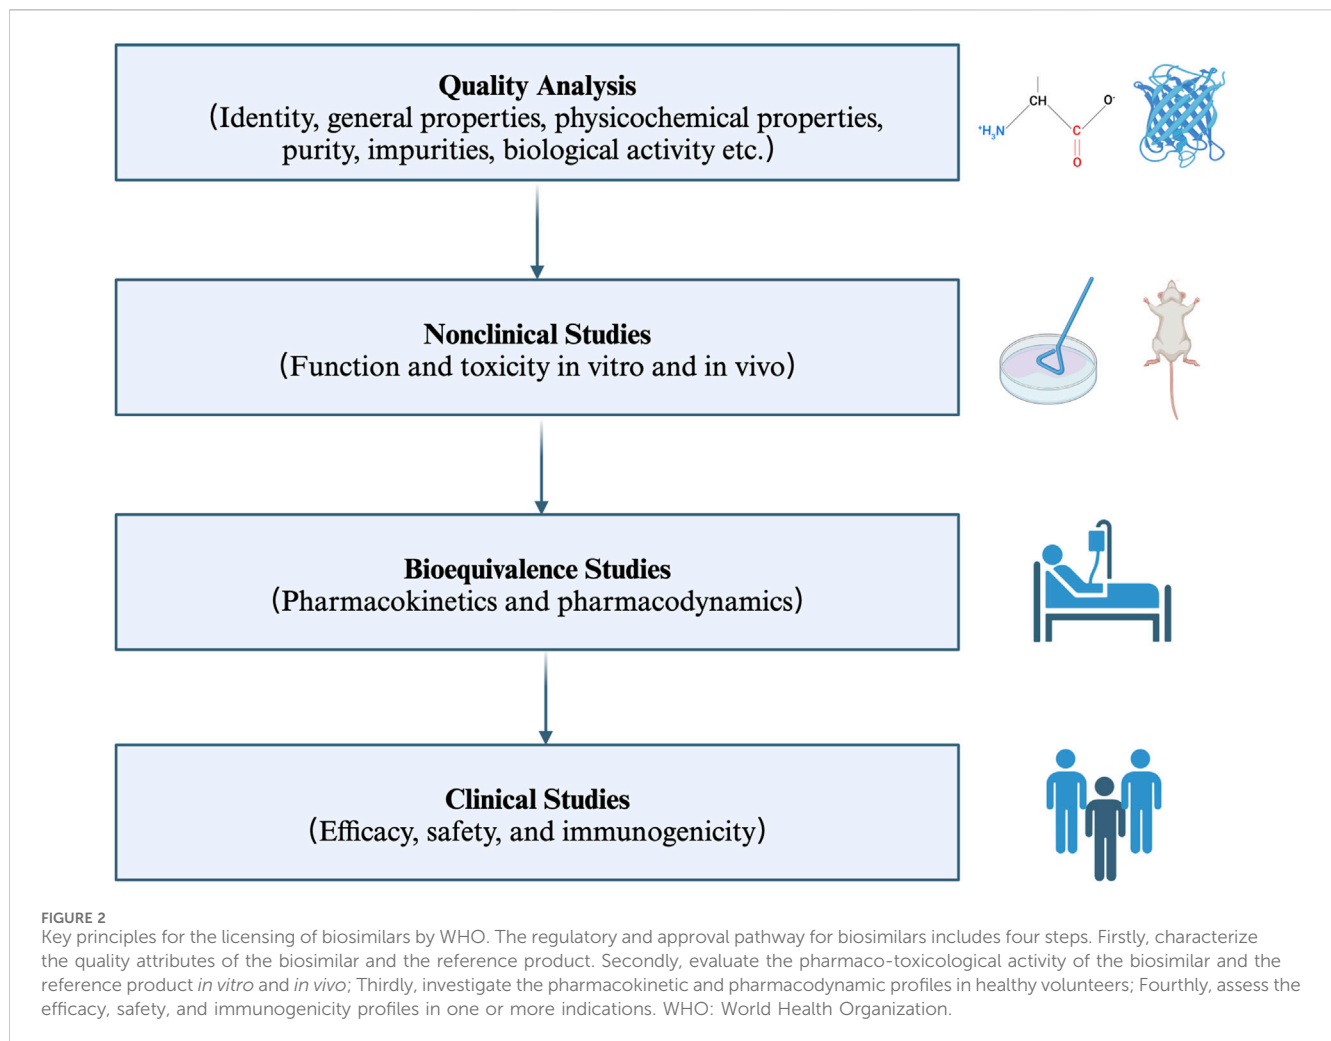 Quality Analysis
(Identity, general properties, physicochemical properties,
purity, impurities, biological activity etc.)
CH
O-
+H3N
C
O
Nonclinical Studies
(Function and toxicity in vitro and in vivo)
Bioequivalence Studies
(Pharmacokinetics and pharmacodynamics)
Clinical Studies
(Efficacy, safety, and immunogenicity)
FIGURE 2
Key principles for the licensing of biosimilars by WHO. The regulatory and approval pathway for biosimilars includes four steps. Firstly, characterize
the quality attributes of the biosimilar and the reference product. Secondly, evaluate the pharmaco-toxicological activity of the biosimilar and the
reference product in vitro and in vivo; Thirdly, investigate the pharmacokinetic and pharmacodynamic profiles in healthy volunteers; Fourthly, assess the
efficacy, safety, and immunogenicity profiles in one or more indications. WHO: World Health Organization.